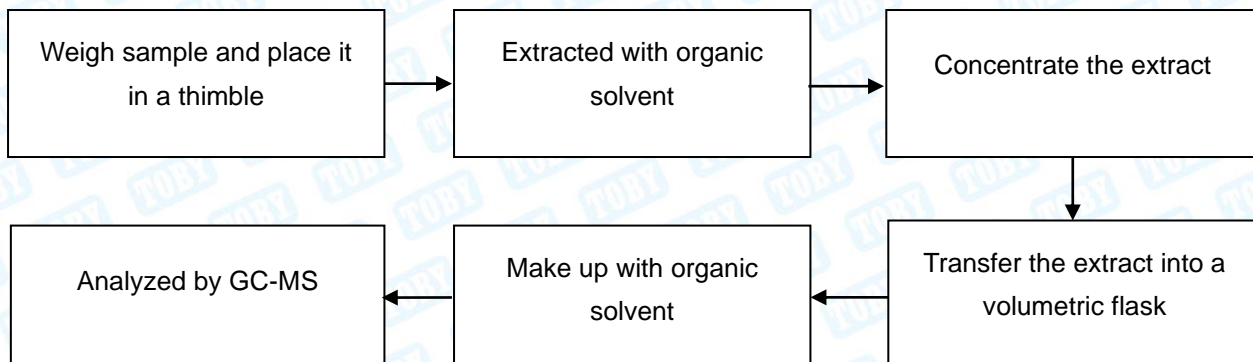 Weigh sample and place it
in a thimble
Extracted with organic
solvent
Concentrate the extract
Transfer the extract into a
volumetric flask
Make up with organic
solvent
Analyzed by GC-MS
TOBY